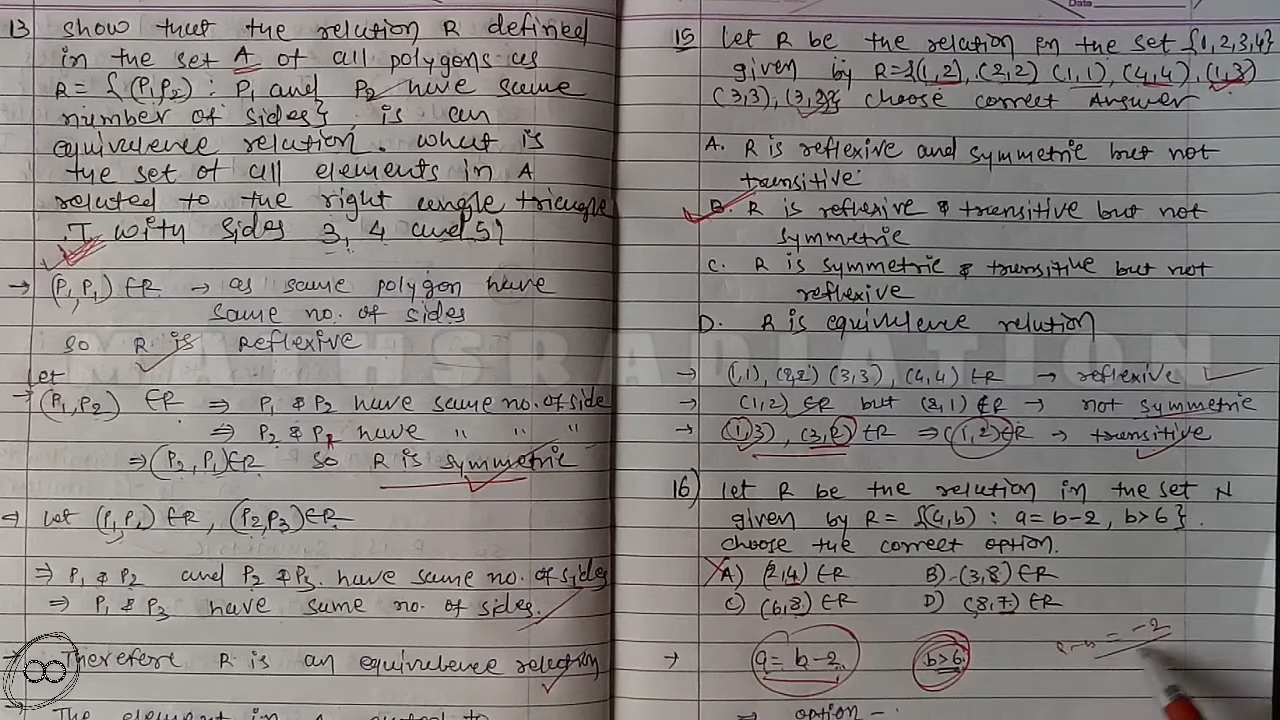 13 show that the relation R defined
in the set A of all polygons as
R = {(P1P2) : P1 and P2 have same
number of sides}, is an
equivalence relation. what is
the set of all elements in A
related to the right angle triangle
T with sides 3, 4 and 5?
→ (P1, P1) ∈ R → as same polygon have
same no. of sides
so R is Reflexive
Let
→ (P1, P2) ∈ R ⇒ P1 & P2 have same no. of side
⇒ P2 & P1 have " " "
⇒ (P2, P1) ∈ R so R is symmetric
⇒ Let (P1 P2) ∈ R, (P2 P3) ∈ R
⇒ P1 & P2 and P2 & P3 have same no. of sides
⇒ P1 & P3 have same no. of sides.
→ Therefore R is an equivalence relation
→ The element in A
Date
15 Let R be the relation in the set {1,2,3,4}
given by R = {(1,2), (2,2) (1,1), (4,4), (1,3)
(3,3), (3,2)} choose correct Answer
A. R is reflexive and symmetric but not
transitive
B. R is reflexive & transitive but not
symmetric
C. R is symmetric & transitive but not
reflexive
D. R is equivalence relation
→ (1,1), (2,2) (3,3), (4,4) ∈ R → reflexive
→ (1,2) ∈ R but (2,1) ∉ R → not symmetric
→ (1,3), (3,2) ∈ R ⇒ (1,2) ∈ R → transitive
16) Let R be the relation in the set N
given by R = {(a,b) : a = b-2, b>6}.
choose the correct option.
A) (2,4) ∈ R B) (3,8) ∈ R
C) (6,8) ∈ R D) (8,7) ∈ R
→ a = b-2 b>6 = -2
⇒ option -
MATHSRADIATION